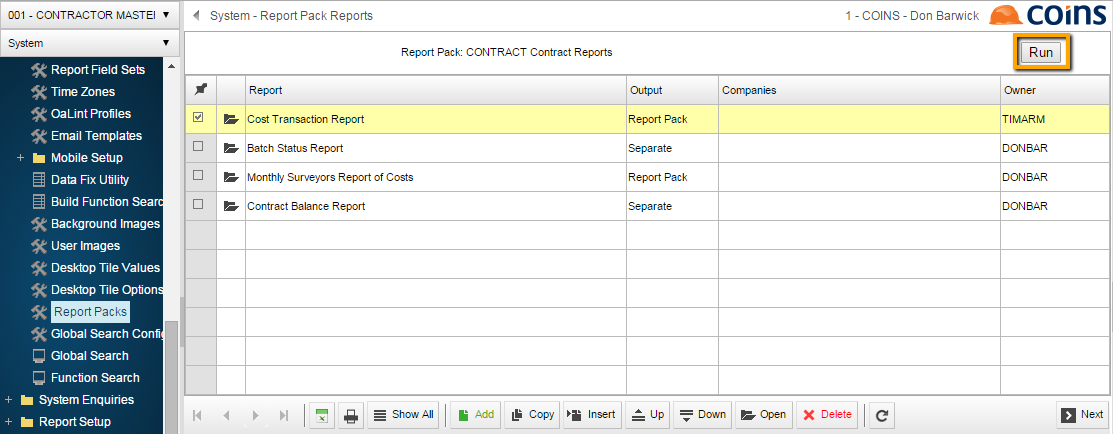 001 - CONTRACTOR MASTER
System
Report Field Sets
Time Zones
OaLint Profiles
Email Templates
Mobile Setup
Data Fix Utility
Build Function Searc
Background Images
User Images
Desktop Tile Values
Desktop Tile Options
Report Packs
Global Search Config
Global Search
Function Search
System Enquiries
Report Setup
System - Report Pack Reports
1 - COINS - Don Barwick
coins
Report Pack: CONTRACT Contract Reports
Run
Report Output Companies Owner
Cost Transaction Report Report Pack TIMARM
Batch Status Report Separate DONBAR
Monthly Surveyors Report of Costs Report Pack DONBAR
Contract Balance Report Separate DONBAR
Show All Add Copy Insert Up Down Open Delete Next